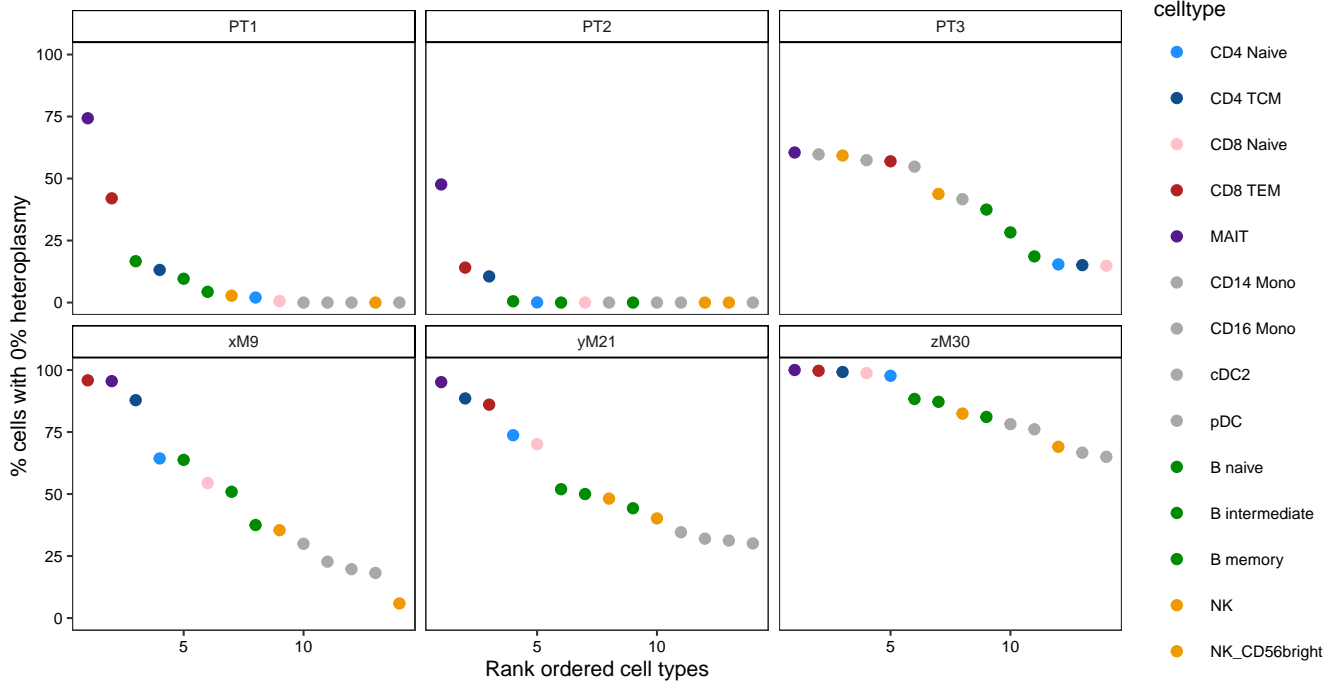 PT1
PT2
PT3
100
75
50
25
0
xM9
yM21
zM30
100
75
50
25
0
5
10
5
10
5
10
Rank ordered cell types
% cells with 0% heteroplasmy
celltype
CD4 Naive
CD4 TCM
CD8 Naive
CD8 TEM
MAIT
CD14 Mono
CD16 Mono
cDC2
pDC
B naive
B intermediate
B memory
NK
NK_CD56bright